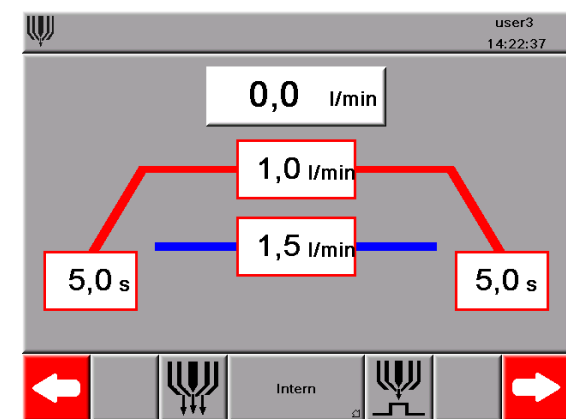 user3
14:22:37
0,0 l/min
1,0 l/min
1,5 l/min
5,0 s
5,0 s
Intern